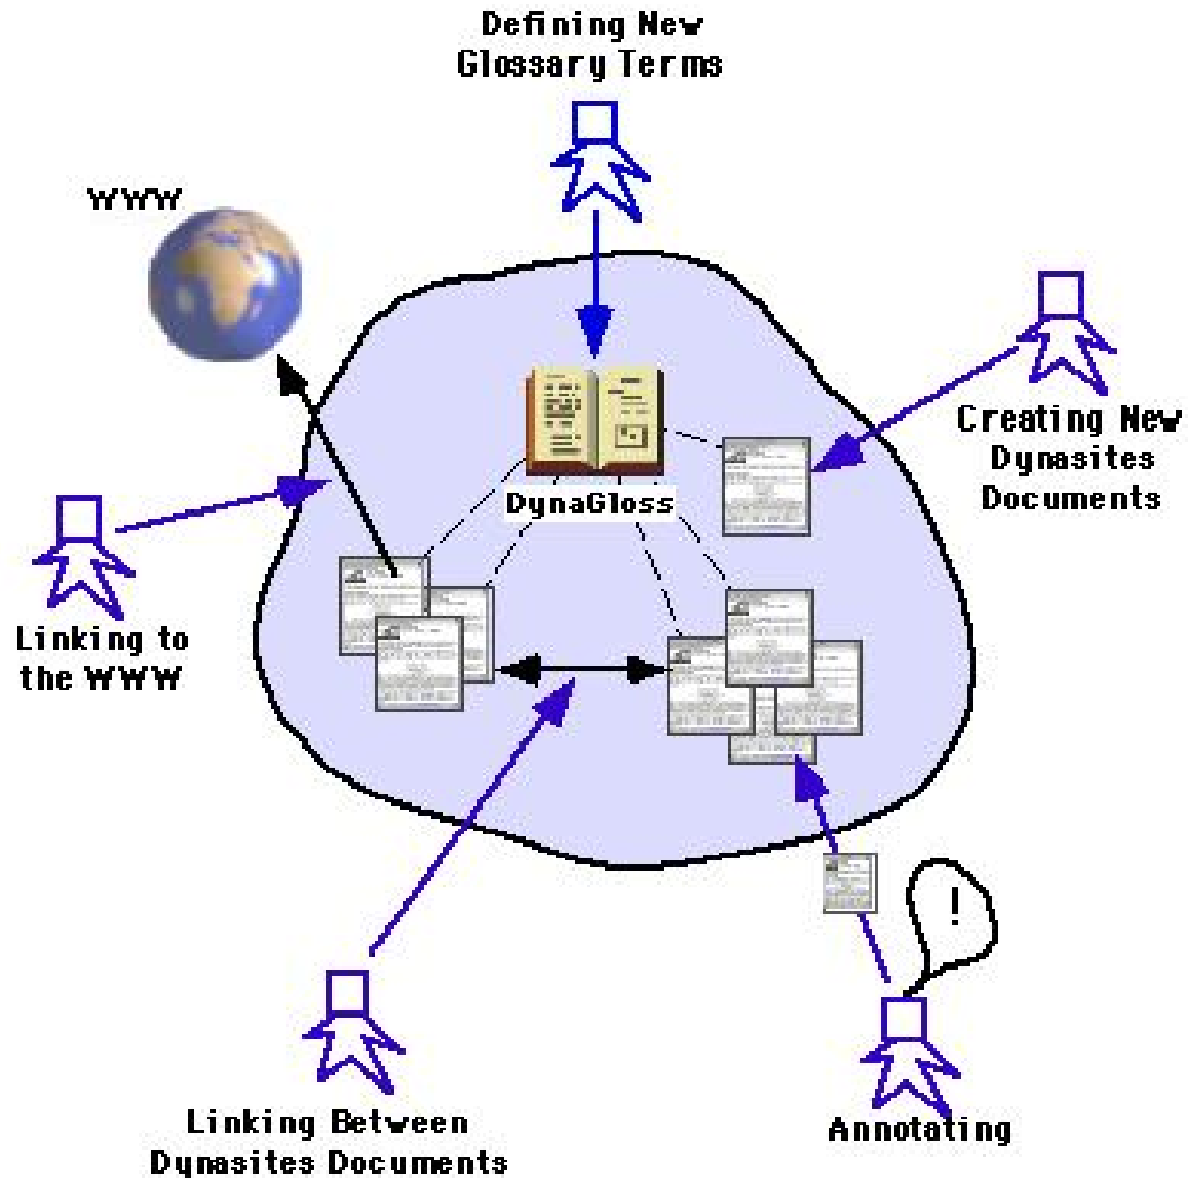 Defining New
Glossary Terms
WWW
Creating New
Dynasites
Documents
DynaGloss
Linking to
the WWW
!
Linking Between
Dynasites Documents
Annotating